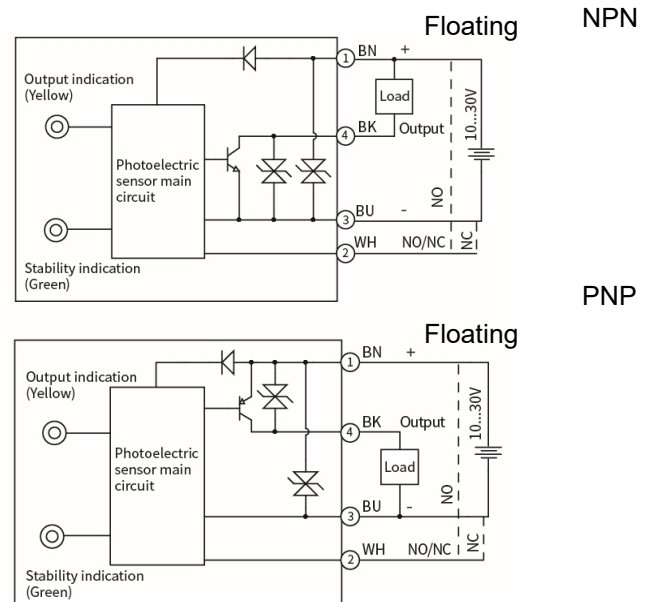 Floating
NPN
Output indication
(Yellow)
Photoelectric
sensor main
circuit
Stability indication
(Green)
1 BN +
Load
4 BK Output
10...30V
NO
3 BU -
2 WH NO/NC
NC
PNP
Floating
Output indication
(Yellow)
Photoelectric
sensor main
circuit
Stability indication
(Green)
1 BN +
4 BK Output
10...30V
Load
NO
3 BU -
2 WH NO/NC
NC